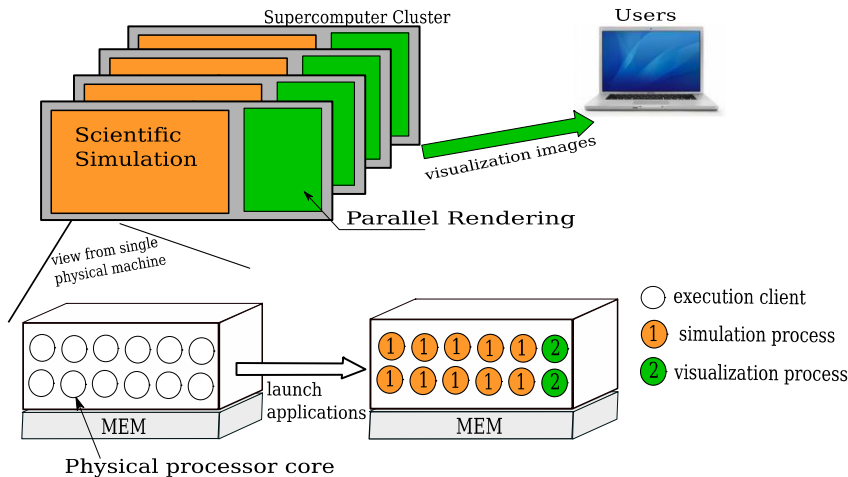 Supercomputer Cluster
Users
Scientific
Simulation
visualization images
Parallel Rendering
view from single
physical machine
execution client
1 simulation process
2 visualization process
1 1 1 1 1 2
1 1 1 1 1 2
launch
applications
MEM
MEM
Physical processor core